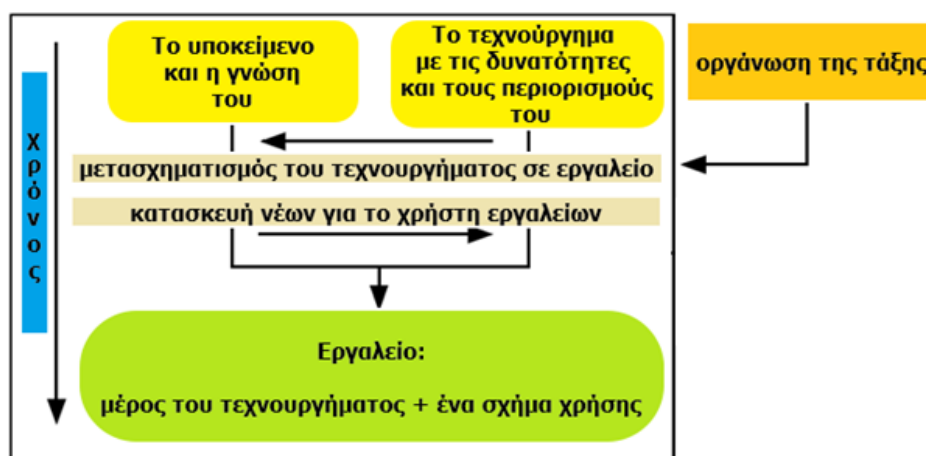 Το υποκείμενο
και η γνώση
του
Το τεχνούργημα
με τις δυνατότητες
και τους περιορισμούς
του
οργάνωση της τάξης
χρόνος
μετασχηματισμός του τεχνουργήματος σε εργαλείο
κατασκευή νέων για το χρήστη εργαλείων
Εργαλείο:
μέρος του τεχνουργήματος + ένα σχήμα χρήσης